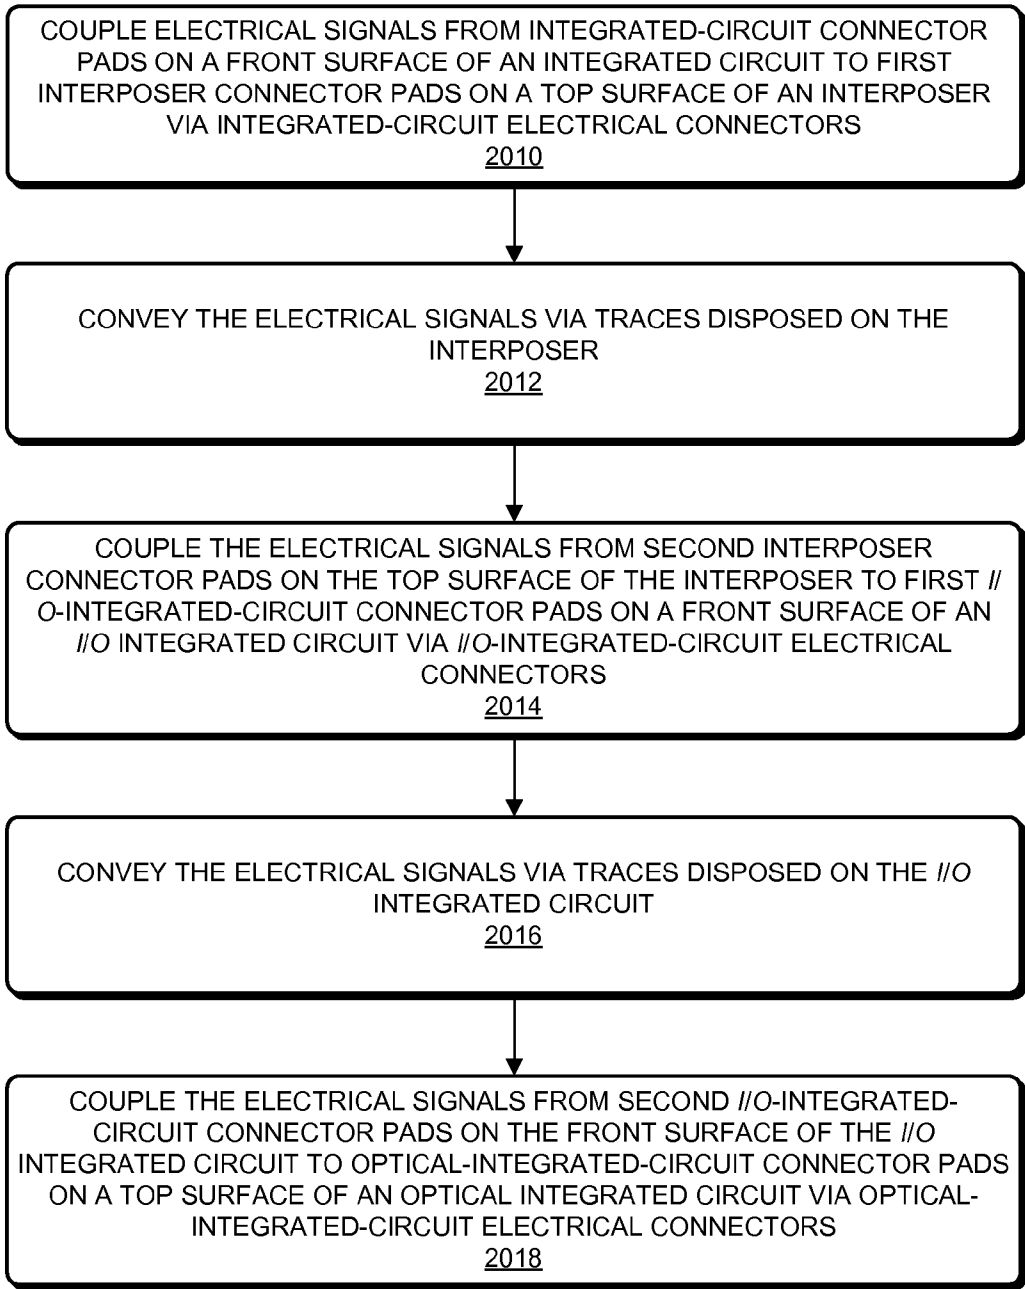 COUPLE ELECTRICAL SIGNALS FROM INTEGRATED-CIRCUIT CONNECTOR
PADS ON A FRONT SURFACE OF AN INTEGRATED CIRCUIT TO FIRST
INTERPOSER CONNECTOR PADS ON A TOP SURFACE OF AN INTERPOSER
VIA INTEGRATED-CIRCUIT ELECTRICAL CONNECTORS
2010
CONVEY THE ELECTRICAL SIGNALS VIA TRACES DISPOSED ON THE
INTERPOSER
2012
COUPLE THE ELECTRICAL SIGNALS FROM SECOND INTERPOSER
CONNECTOR PADS ON THE TOP SURFACE OF THE INTERPOSER TO FIRST I/
O-INTEGRATED-CIRCUIT CONNECTOR PADS ON A FRONT SURFACE OF AN
I/O INTEGRATED CIRCUIT VIA I/O-INTEGRATED-CIRCUIT ELECTRICAL
CONNECTORS
2014
CONVEY THE ELECTRICAL SIGNALS VIA TRACES DISPOSED ON THE I/O
INTEGRATED CIRCUIT
2016
COUPLE THE ELECTRICAL SIGNALS FROM SECOND I/O-INTEGRATED-
CIRCUIT CONNECTOR PADS ON THE FRONT SURFACE OF THE I/O
INTEGRATED CIRCUIT TO OPTICAL-INTEGRATED-CIRCUIT CONNECTOR PADS
ON A TOP SURFACE OF AN OPTICAL INTEGRATED CIRCUIT VIA OPTICAL-
INTEGRATED-CIRCUIT ELECTRICAL CONNECTORS
2018